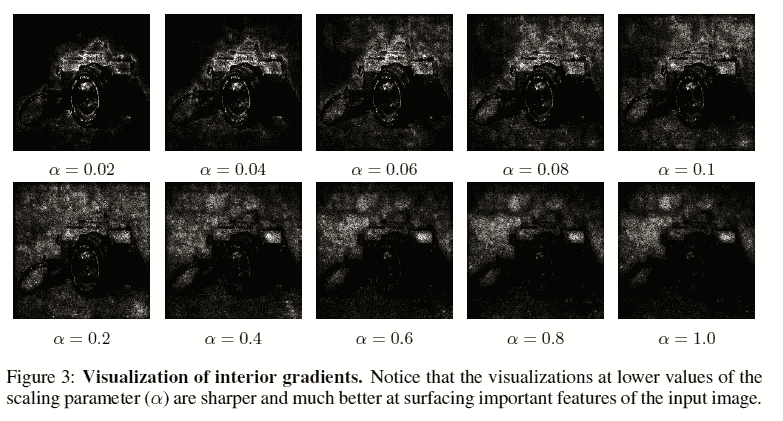 α = 0.02 α = 0.04 α = 0.06 α = 0.08 α = 0.1
α = 0.2 α = 0.4 α = 0.6 α = 0.8 α = 1.0
Figure 3: Visualization of interior gradients. Notice that the visualizations at lower values of the
scaling parameter (α) are sharper and much better at surfacing important features of the input image.